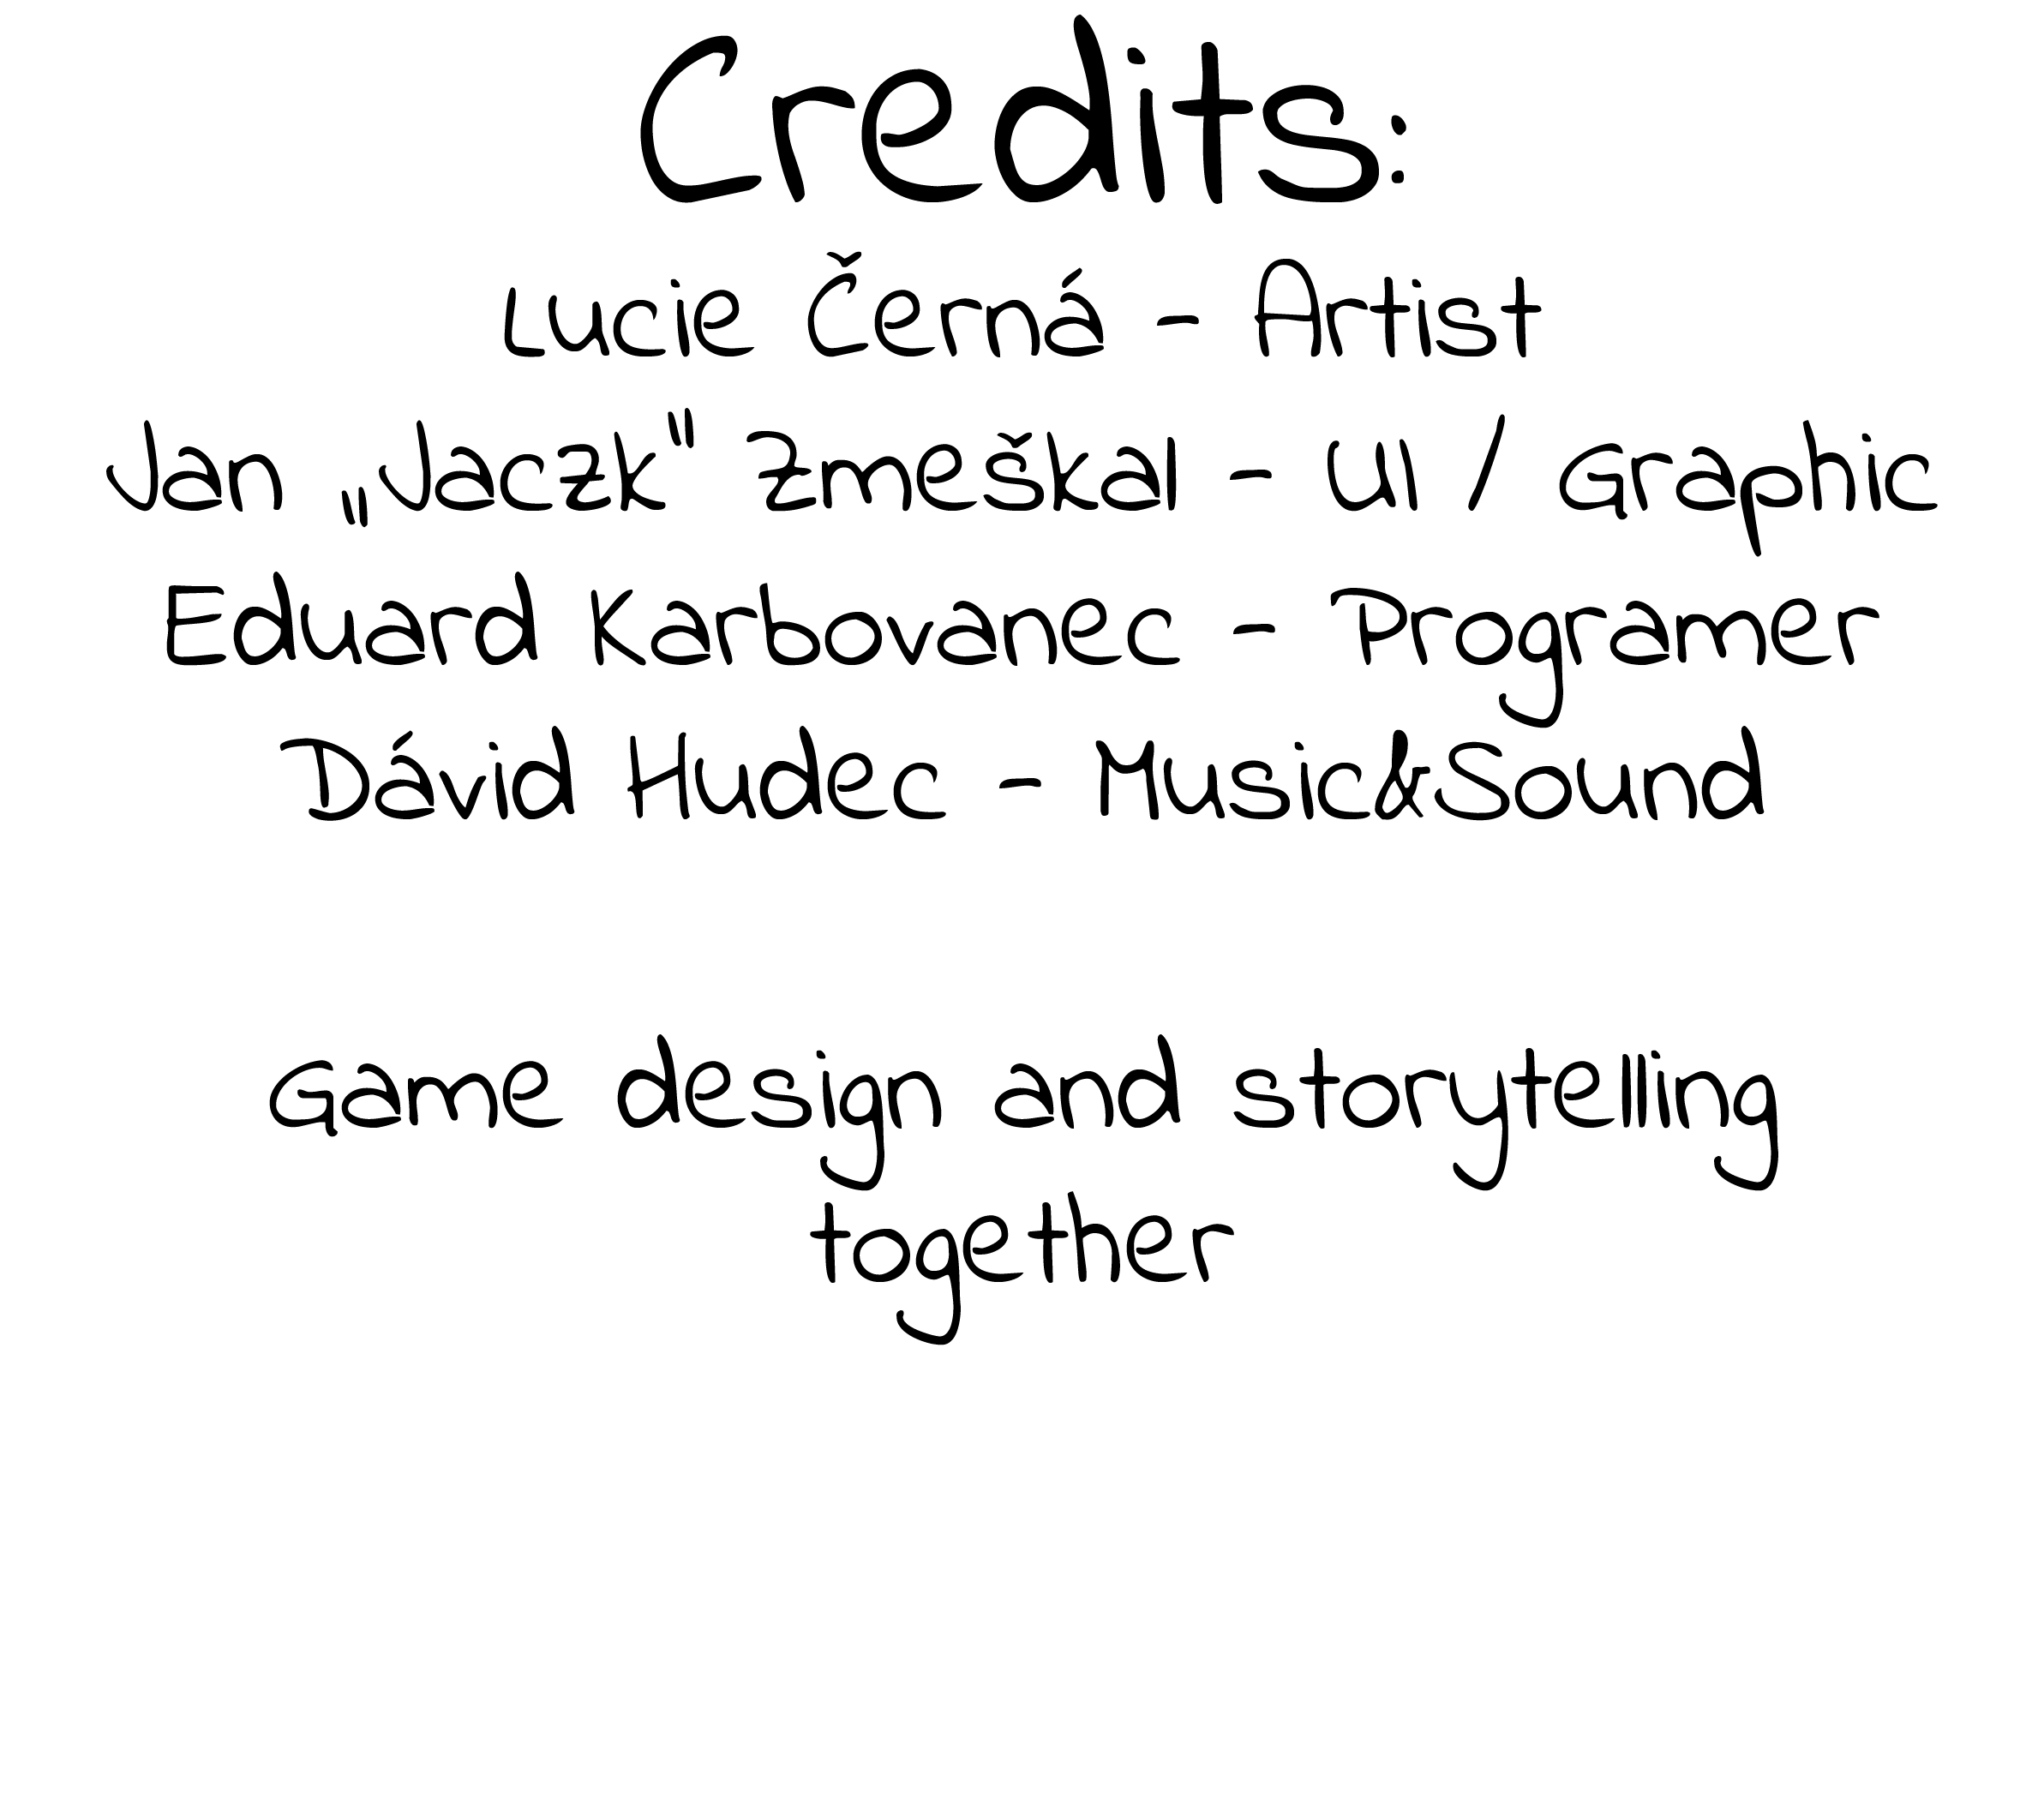 Credits:
Lucie Černá - Artist
Jan „Jaczk" Zmeškal - UI / Graphic
Eduard Karbovanec - Programer
Dávid Hudec - Music&Sound
Game design and storytelling
together